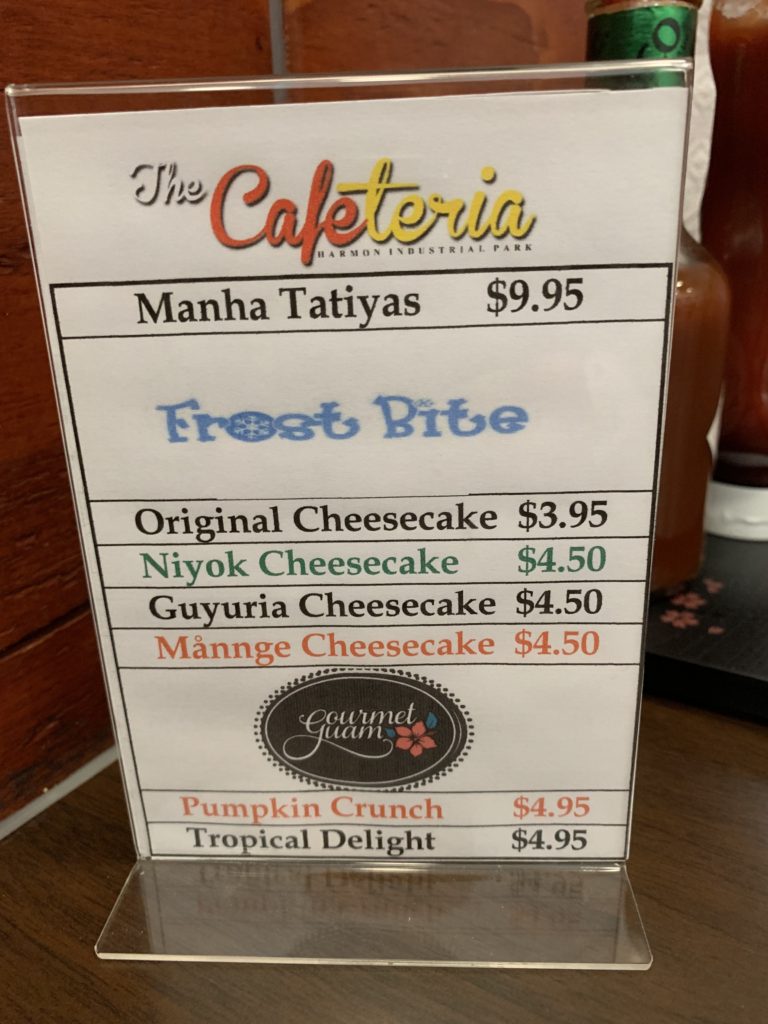 The Cafeteria
HARMON INDUSTRIAL PARK
Manha Tatiyas $9.95
Frost Bite
Original Cheesecake $3.95
Niyok Cheesecake $4.50
Guyuria Cheesecake $4.50
Månnge Cheesecake $4.50
Gourmet
Guam
Pumpkin Crunch $4.95
Tropical Delight $4.95